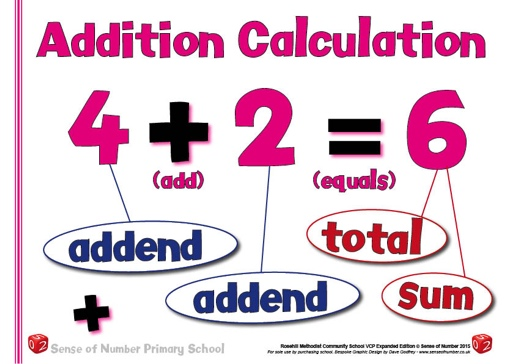 Addition Calculation
4 + 2 = 6
(add) (equals)
addend total
addend sum
+
Sense of Number Primary School
Rosehill Methodist Community School VCP Expanded Edition © Sense of Number 2015
For sole use by purchasing school. Bespoke Graphic Design by Dave Godfrey - www.senseofnumber.co.uk